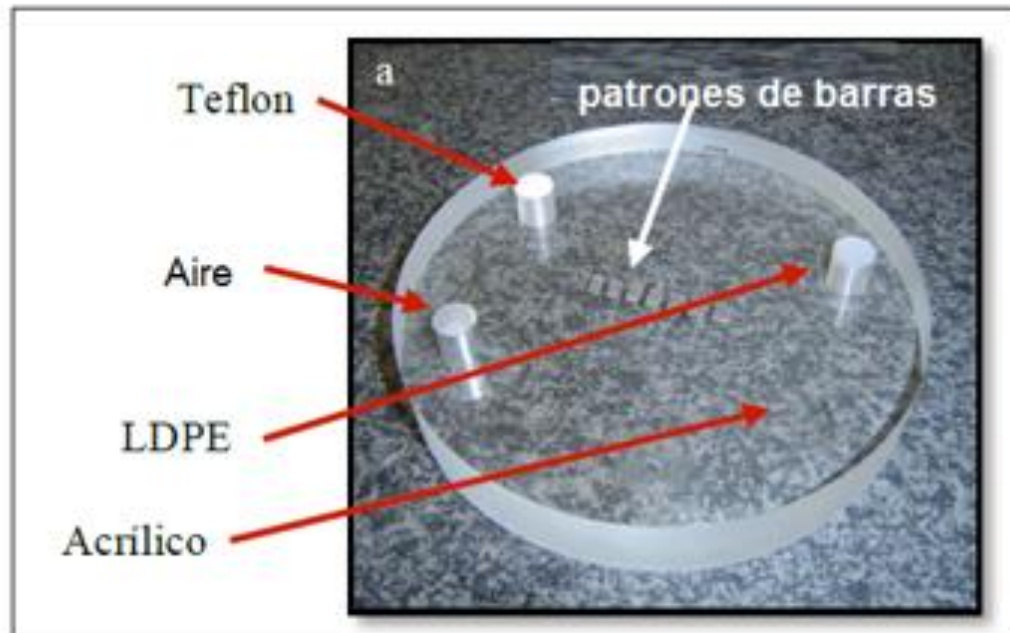 a
Teflon
patrones de barras
Aire
LDPE
Acrílico